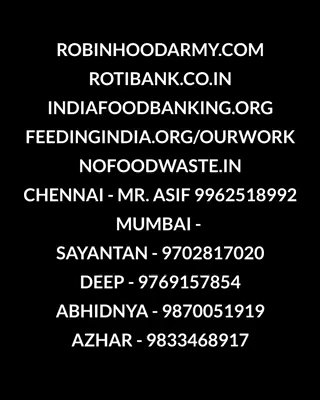 ROBINHOODARMY.COM
ROTIBANK.CO.IN
INDIAFOODBANKING.ORG
FEEDINGINDIA.ORG/OURWORK
NOFOODWASTE.IN
CHENNAI - MR. ASIF 9962518992
MUMBAI -
SAYANTAN - 9702817020
DEEP - 9769157854
ABHIDNYA - 9870051919
AZHAR - 9833468917